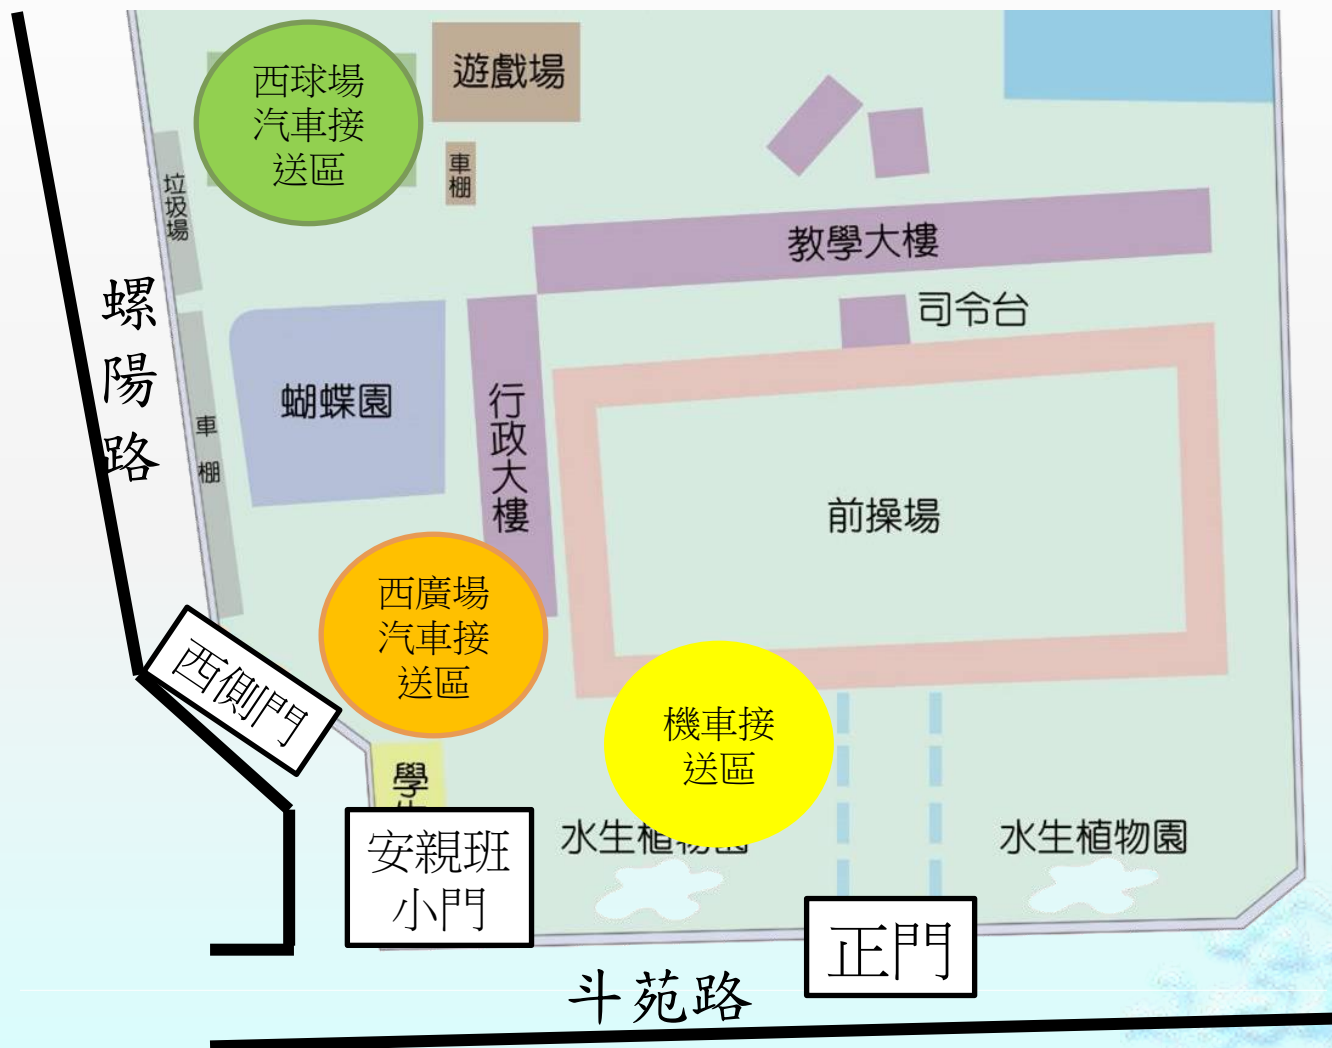 西球場
汽車接
送區
遊戲場
車
棚
垃
圾
場
教學大樓
司令台
螺
陽
路
蝴蝶園
行
政
大
樓
車
棚
前操場
西廣場
汽車接
送區
西側門
機車接
送區
學
安親班
小門
水生植物園
水生植物園
正門
斗苑路